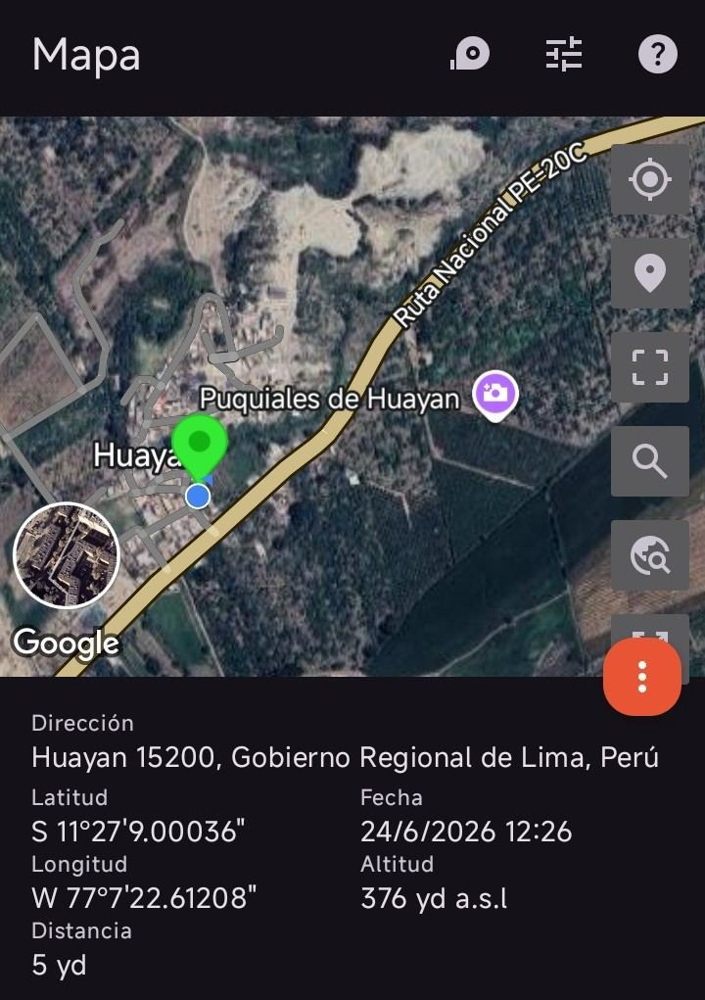 Mapa
Ruta Nacional PE-20C
Puquiales de Huayan
Huaya
Google
Dirección
Huayan 15200, Gobierno Regional de Lima, Perú
Latitud
Fecha
S 11°27'9.00036"
24/6/2026 12:26
Longitud
Altitud
W 77°7'22.61208"
376 yd a.s.l
Distancia
5 yd